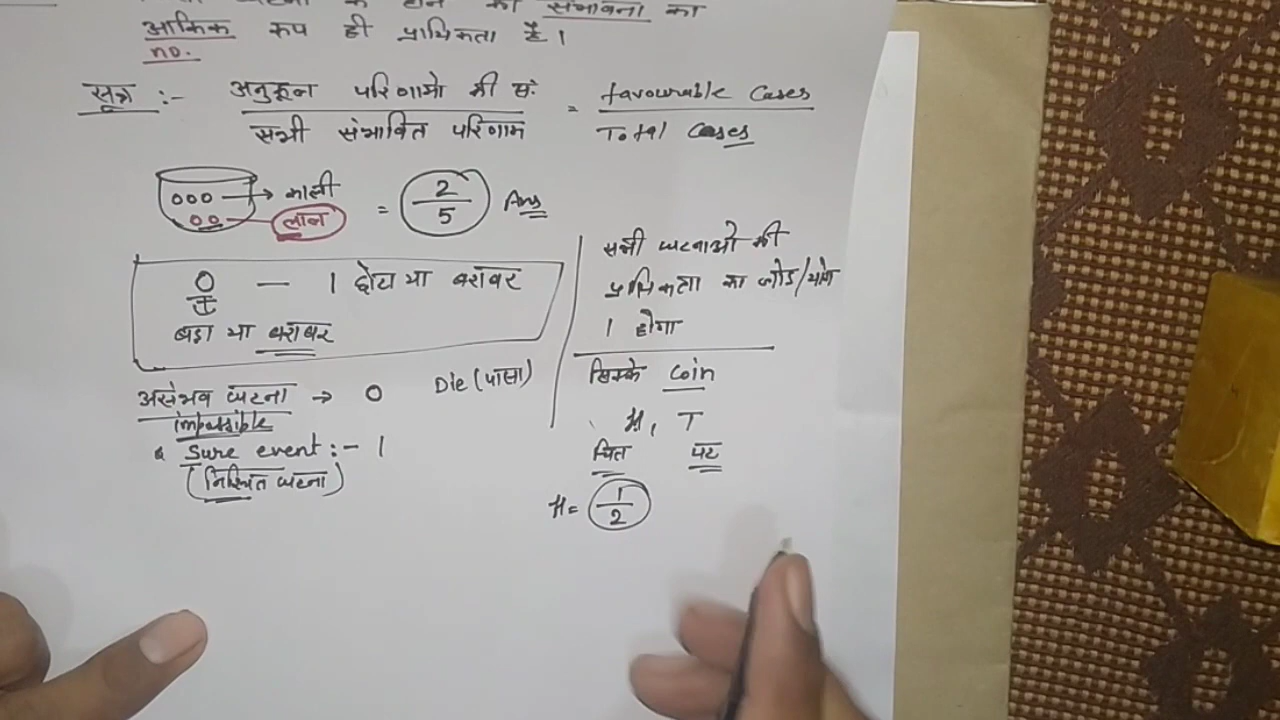 के होने की संभावना का
आंकिक रूप ही प्रायिकता है।
no.
सूत्र :- अनुकूल परिणामो की सं. = favourable Cases
सभी संभावित परिणाम Total Cases
काली
लाल = 2/5 Ans
0 — 1 छोटा या बराबर
बड़ा या बराबर
सभी घटनाओ की
प्रायिकता का जोड़/योग
1 होगा
असंभव घटना → 0 Die (पासा)
impossible
Sure event :- 1
(निश्चित घटना)
सिक्के Coin
H, T
चित पट
H = 1/2